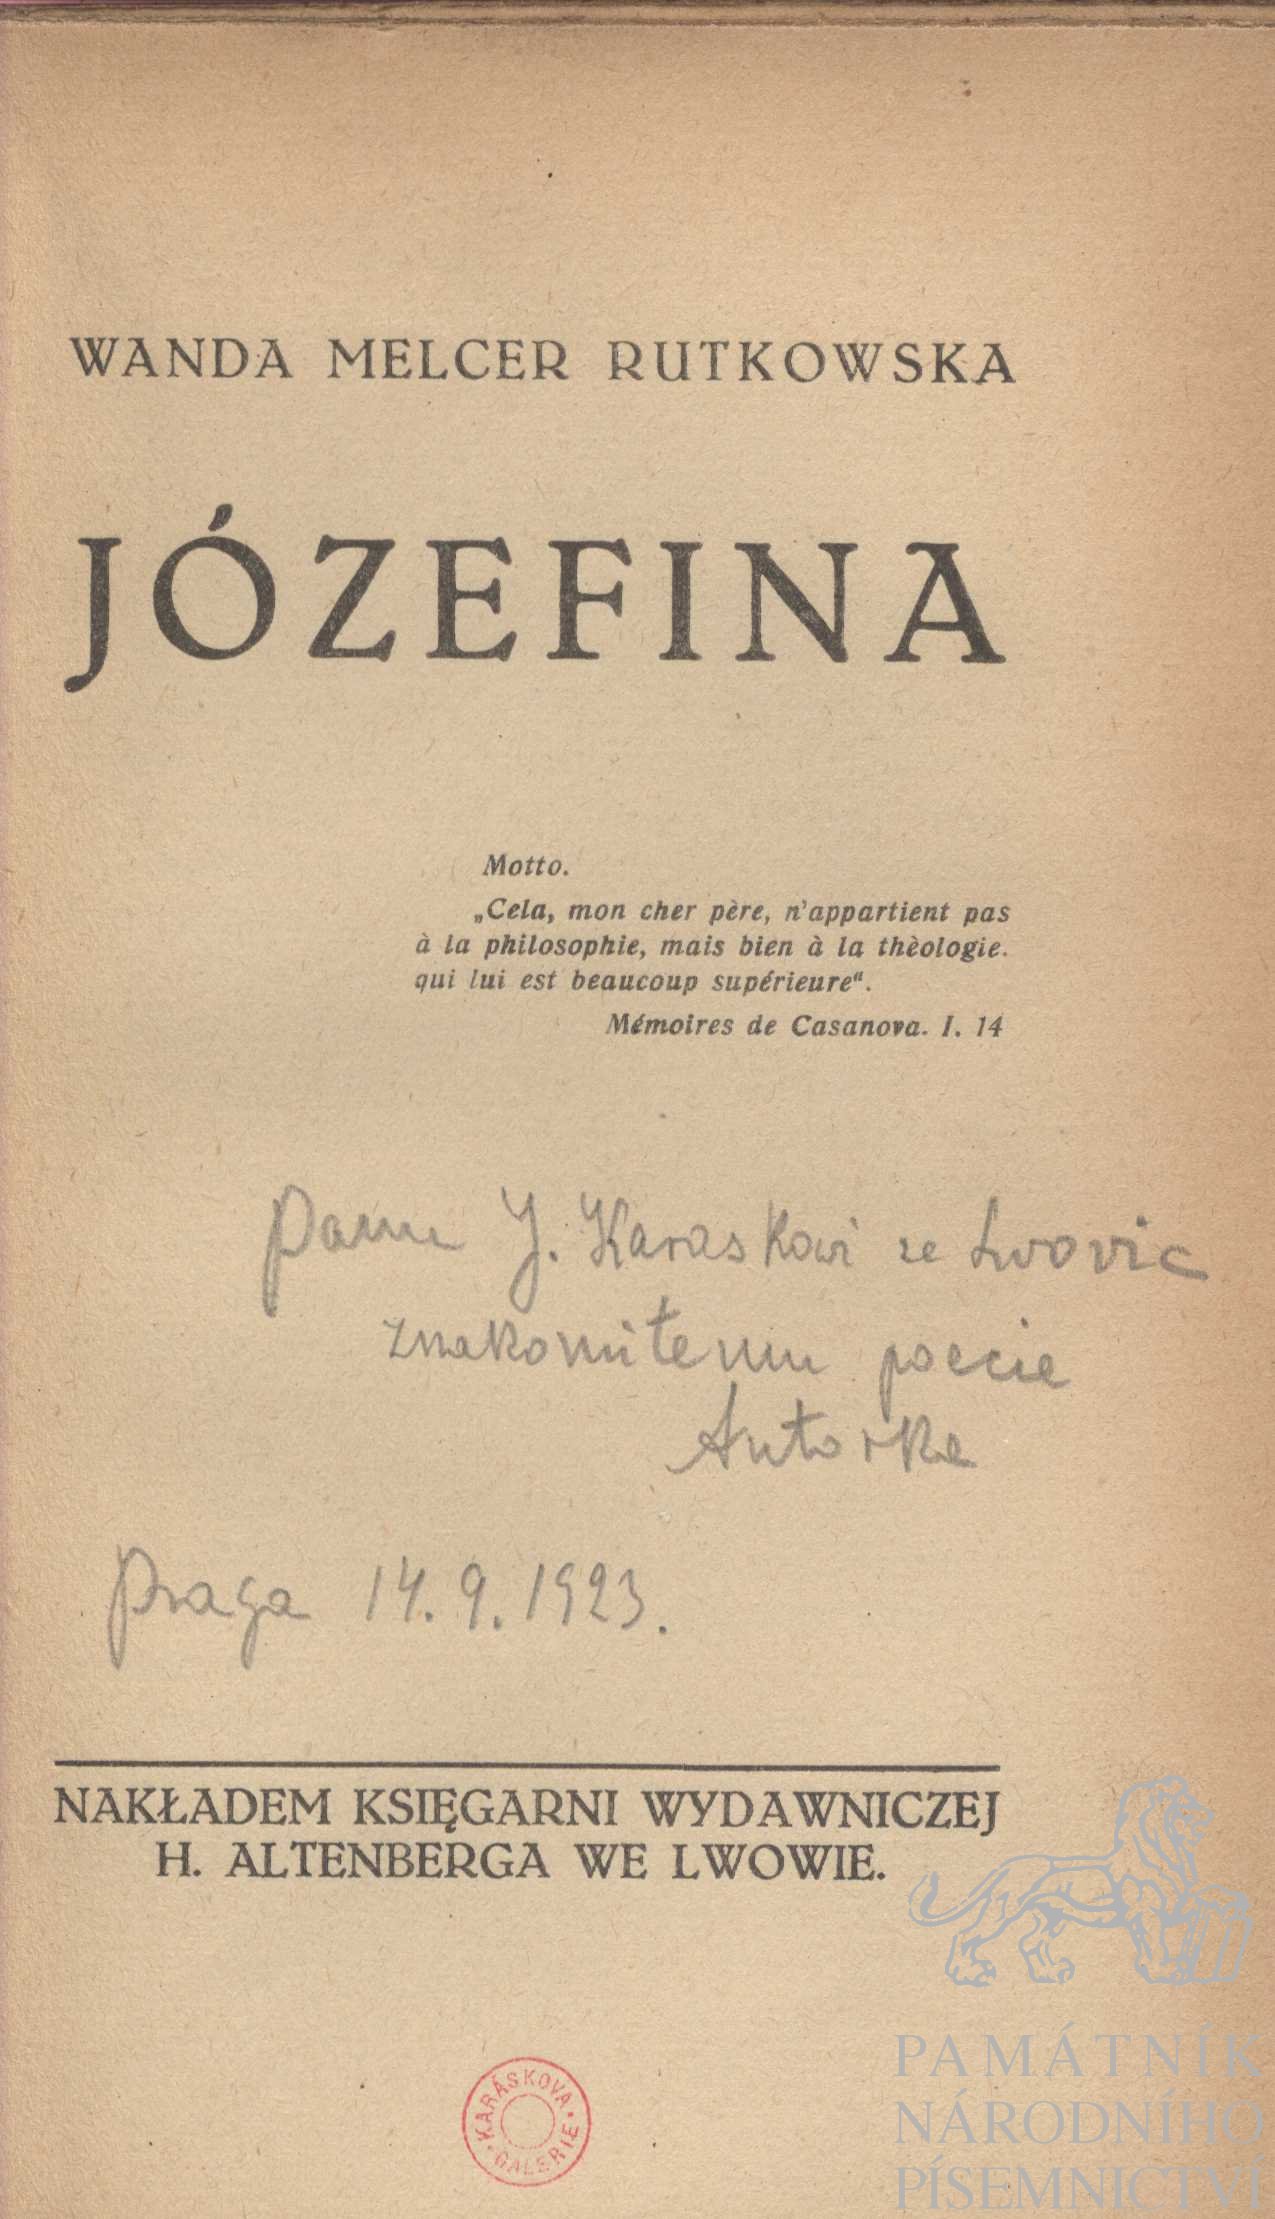 WANDA MELCER RUTKOWSKA
JÓZEFINA
Motto.
„Cela, mon cher père, n'appartient pas
à la philosophie, mais bien à la thèologie.
qui lui est beaucoup supérieure“.
Mémoires de Casanova. I. 14
Panu J. Karaskowi ze Lvovic
znakomitemu poecie
Autorka
Praga 14. 9. 1923.
NAKŁADEM KSIĘGARNI WYDAWNICZEJ
H. ALTENBERGA WE LWOWIE.
KARÁSKOVA GALERIE
PAMÁTNÍK
NÁRODNÍHO
PÍSEMNICTVÍ